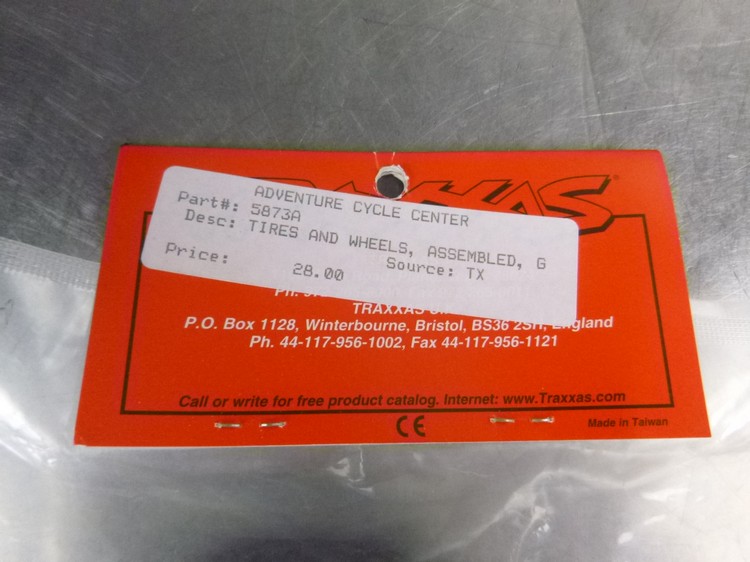 ADVENTURE CYCLE CENTER
Part#: 5873A
Desc: TIRES AND WHEELS, ASSEMBLED, G
Price: 28.00 Source: TX
TRAXXAS
P.O. Box 1128, Winterbourne, Bristol, BS36 2SH, England
Ph. 44-117-956-1002, Fax 44-117-956-1121
Call or write for free product catalog. Internet: www.Traxxas.com
CE
Made in Taiwan